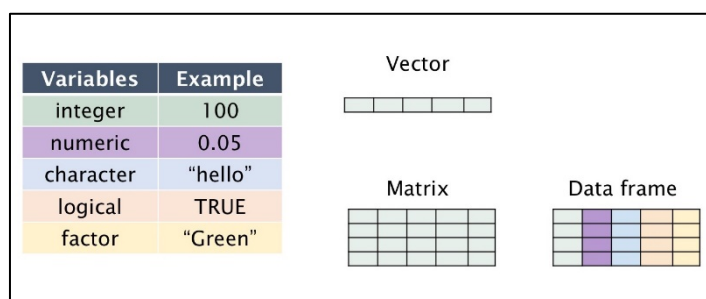 Variables Example
integer 100
numeric 0.05
character “hello”
logical TRUE
factor “Green”
Vector
Matrix
Data frame